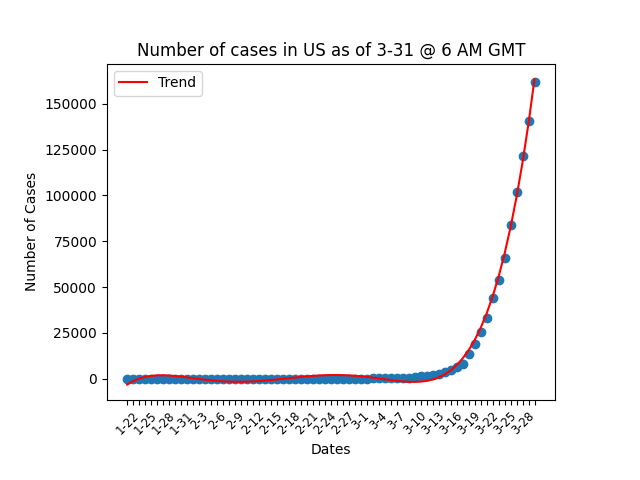 Number of cases in US as of 3-31 @ 6 AM GMT
Trend
150000
125000
100000
75000
50000
25000
0
Number of Cases
1-22 1-25 1-28 1-31 2-3 2-6 2-9 2-12 2-15 2-18 2-21 2-24 2-27 3-1 3-4 3-7 3-10 3-13 3-16 3-19 3-22 3-25 3-28
Dates